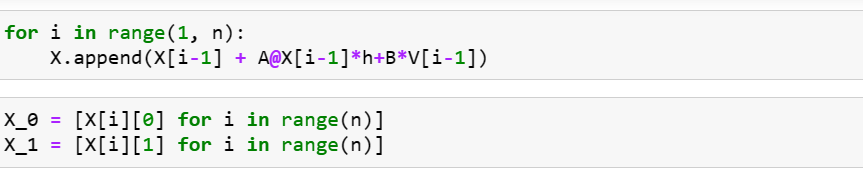 for i in range(1, n):
    X.append(X[i-1] + A@X[i-1]*h+B*V[i-1])
X_0 = [X[i][0] for i in range(n)]
X_1 = [X[i][1] for i in range(n)]